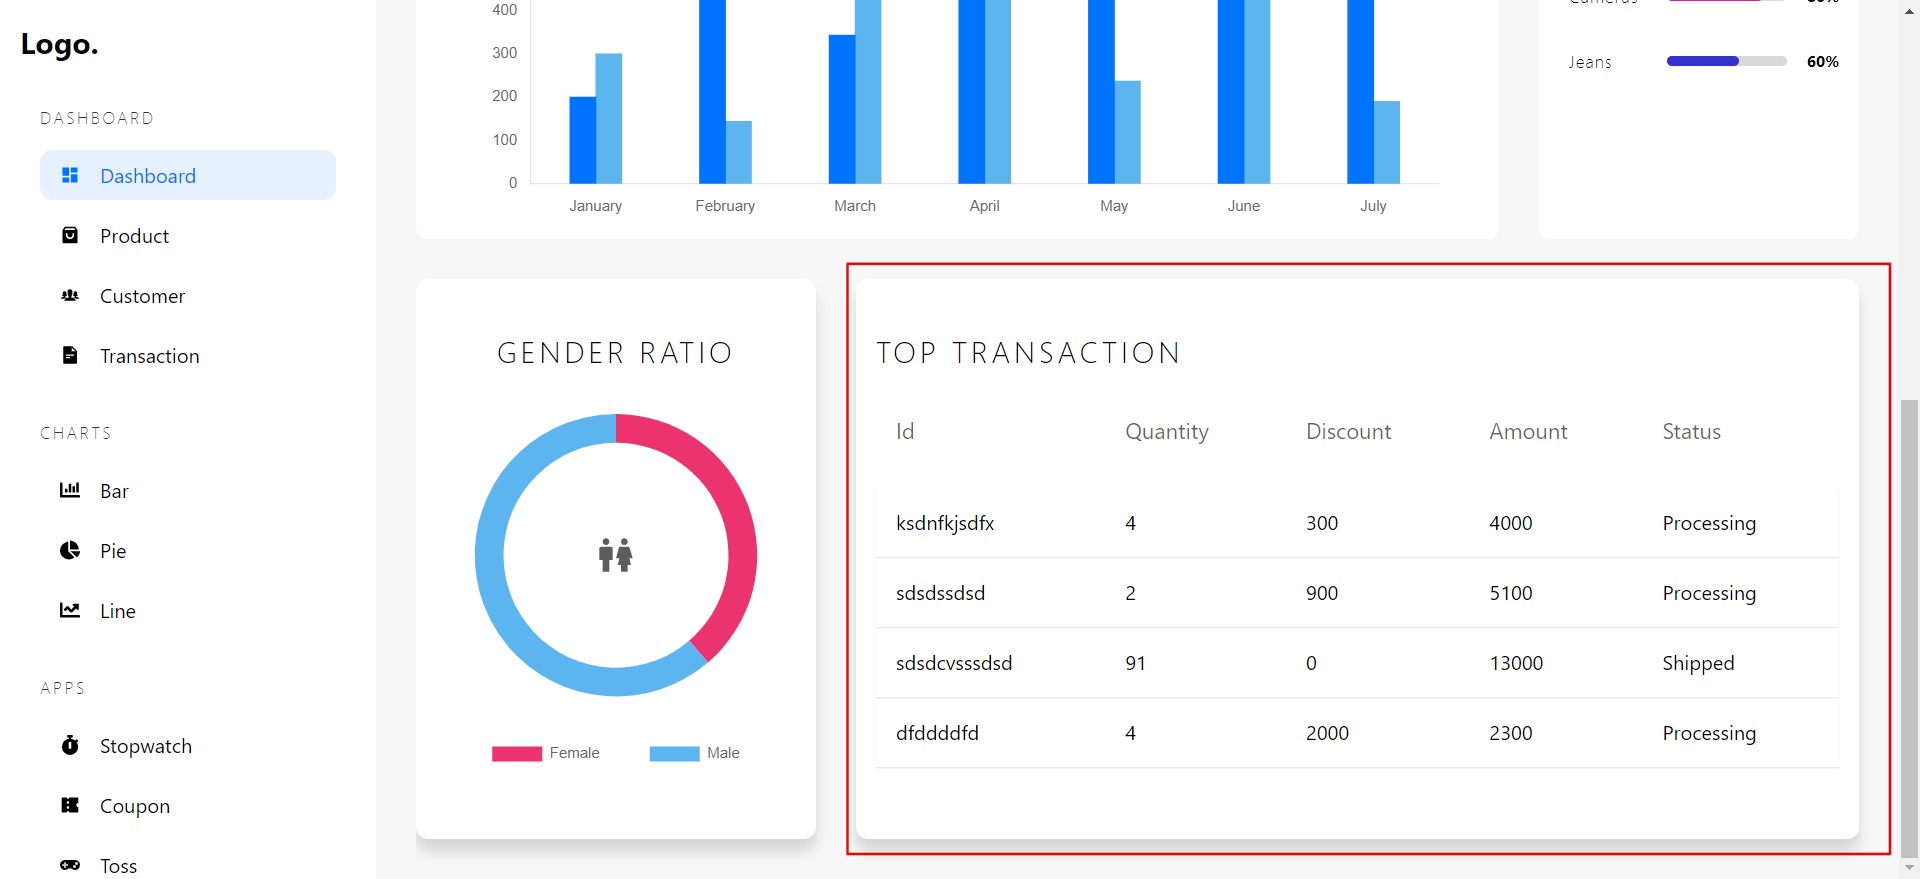 Logo.
DASHBOARD
Dashboard
Product
Customer
Transaction
CHARTS
Bar
Pie
Line
APPS
Stopwatch
Coupon
Toss
400
300
200
100
0
January February March April May June July
Jeans 60%
GENDER RATIO
Female Male
TOP TRANSACTION
Id Quantity Discount Amount Status
ksdnfkjsdfx 4 300 4000 Processing
sdsdssdsd 2 900 5100 Processing
sdsdcvsssdsd 91 0 13000 Shipped
dfddddfd 4 2000 2300 Processing